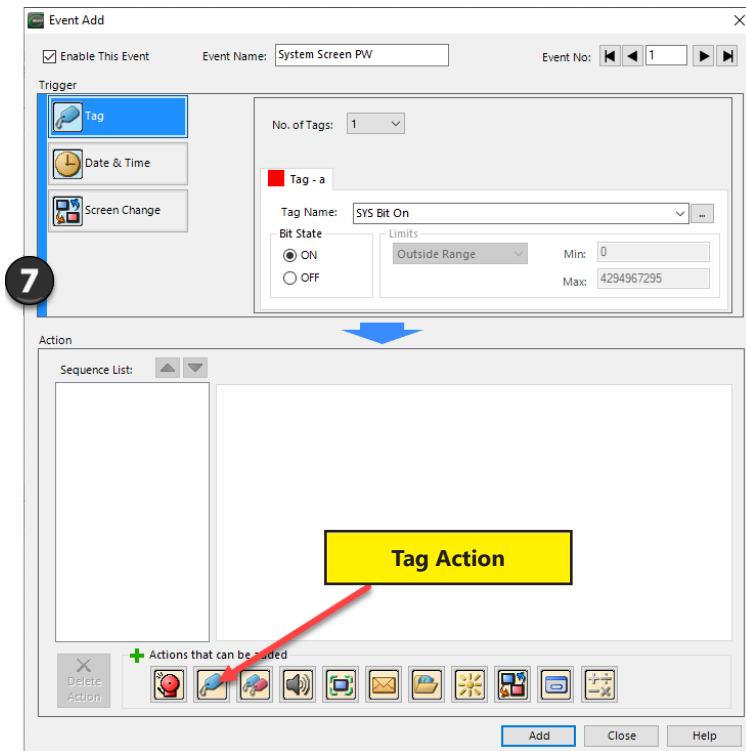 Event Add
Enable This Event Event Name: System Screen PW Event No: 1
Trigger
Tag
Date & Time
Screen Change
No. of Tags: 1
Tag - a
Tag Name: SYS Bit On ...
Bit State
ON
OFF
Limits
Outside Range
Min: 0
Max: 4294967295
7
Action
Sequence List:
Tag Action
Delete Action
Actions that can be added
Add Close Help